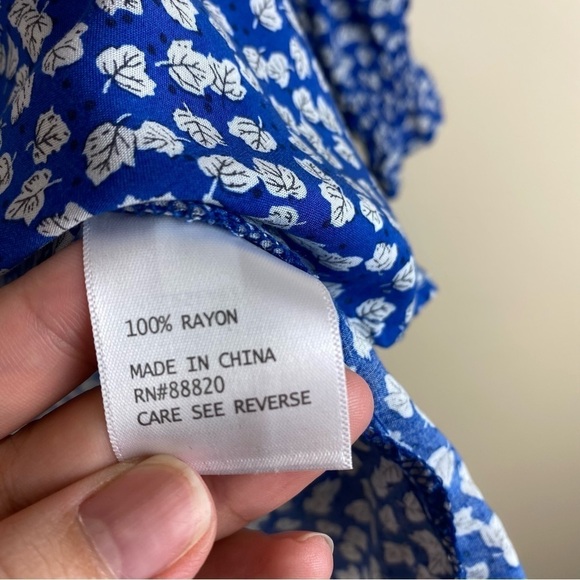 100% RAYON
MADE IN CHINA
RN#88820
CARE SEE REVERSE